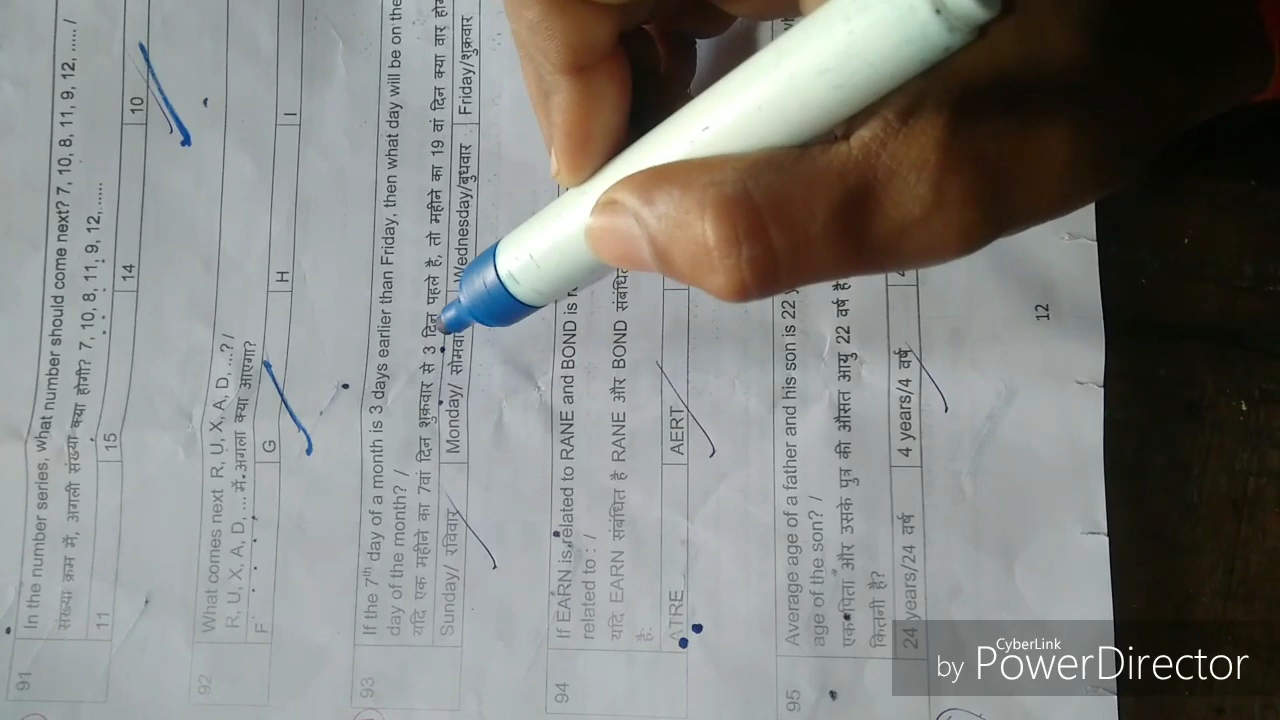 91 In the number series, what number should come next? 7, 10, 8, 11, 9, 12, ..... /
संख्या क्रम में, अगली संख्या क्या होगी? 7, 10, 8, 11, 9, 12,......
11 15 14 10
92 What comes next R, U, X, A, D, ...? /
R, U, X, A, D, ... में अगला क्या आएगा?
F G H I
93 If the 7th day of a month is 3 days earlier than Friday, then what day will be on the
day of the month? /
यदि एक महीने का 7वां दिन शुक्रवार से 3 दिन पहले है, तो महीने का 19 वां दिन क्या वार
Sunday/ रविवार Monday/ Wednesday/बुधवार Friday/शुक्रवार
94 If EARN is related to RANE and BOND is
related to : /
यदि EARN संबंधित है RANE और BOND
है.
ATRE AERT
95 Average age of a father and his son is 22
age of the son? /
एक पिता और उसके पुत्र की औसत आयु 22 वर्ष
कितनी है?
24 years/24 वर्ष 4 years/4 वर्ष
12
CyberLink
by PowerDirector